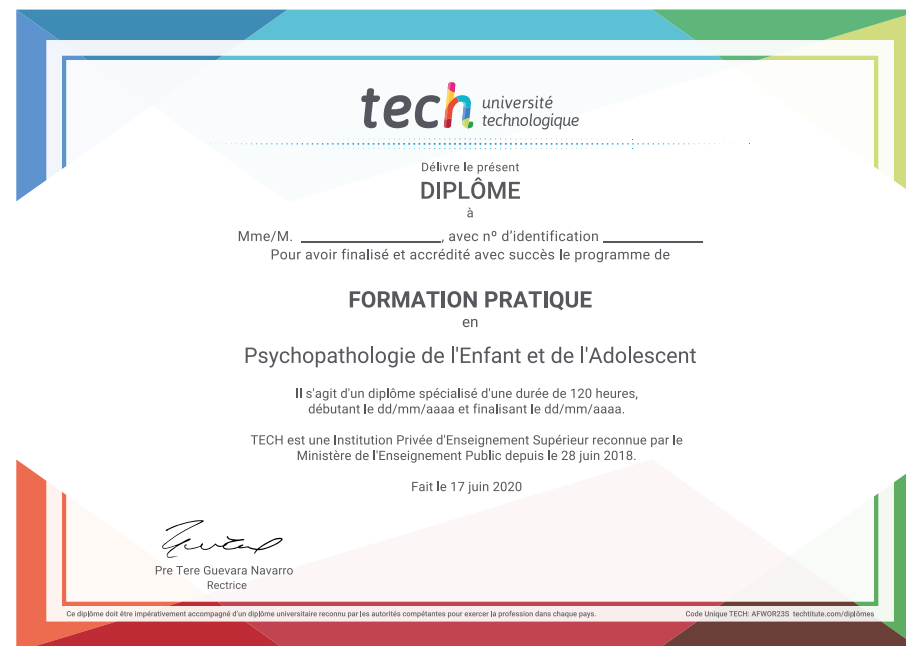 tech université
technologique
Délivre le présent
DIPLÔME
à
Mme/M. ____________________, avec nº d'identification ______________
Pour avoir finalisé et accrédité avec succès le programme de
FORMATION PRATIQUE
en
Psychopathologie de l'Enfant et de l'Adolescent
Il s'agit d'un diplôme spécialisé d'une durée de 120 heures,
débutant le dd/mm/aaaa et finalisant le dd/mm/aaaa.
TECH est une Institution Privée d'Enseignement Supérieur reconnue par le
Ministère de l'Enseignement Public depuis le 28 juin 2018.
Fait le 17 juin 2020
Pre Tere Guevara Navarro
Rectrice
Ce diplôme doit être impérativement accompagné d'un diplôme universitaire reconnu par les autorités compétantes pour exercer la profession dans chaque pays.
Code Unique TECH: AFWOR23S techtitute.com/diplômes